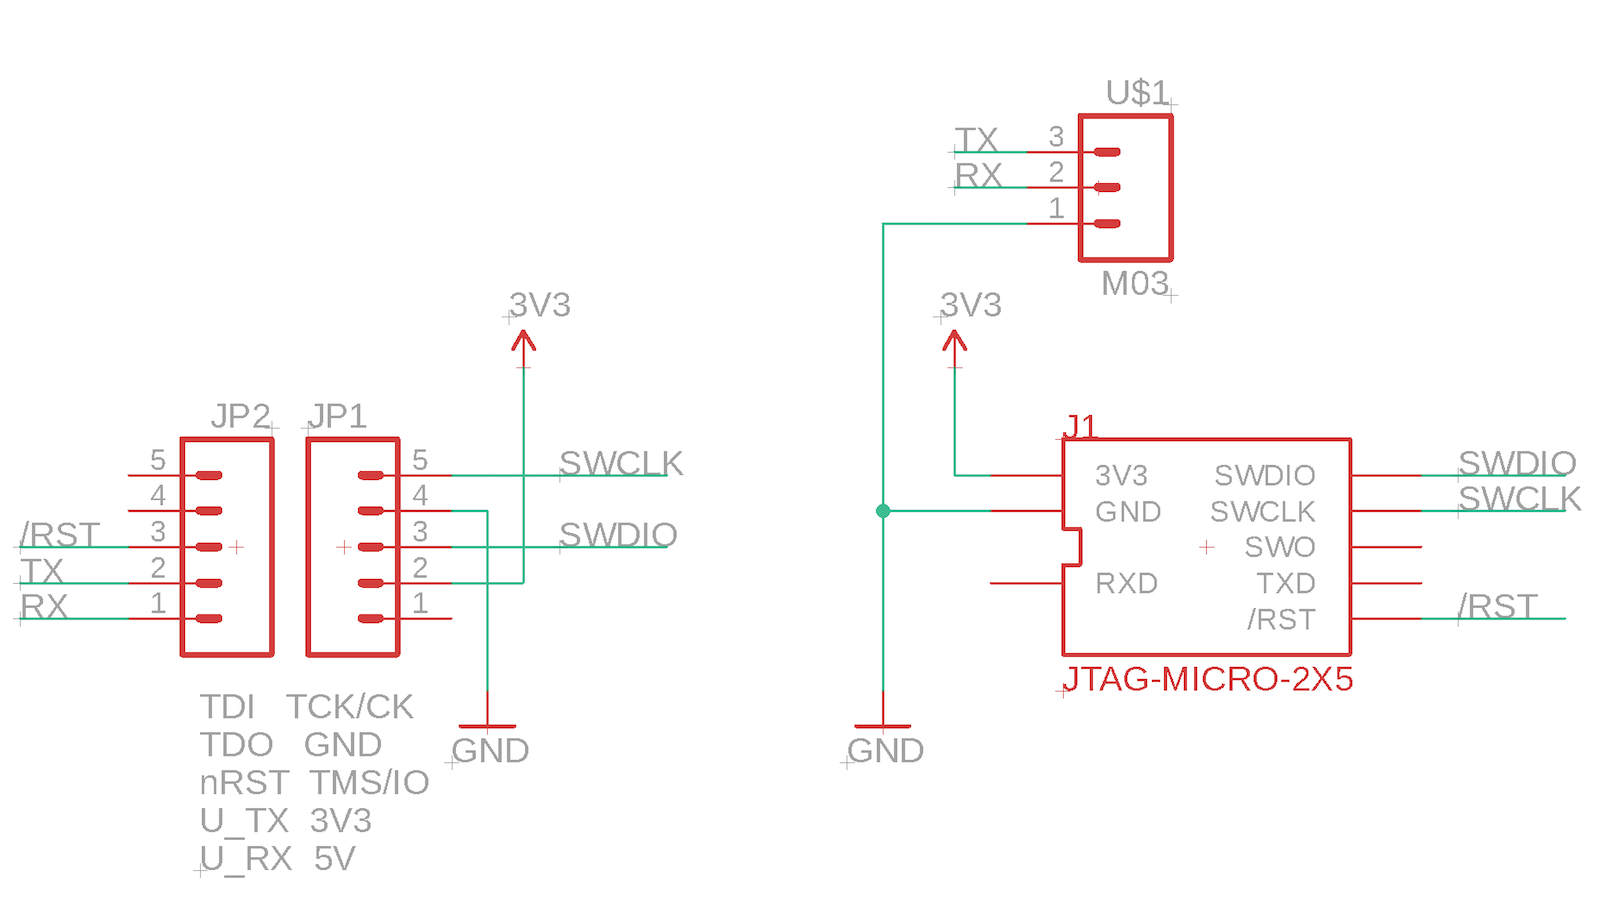 U$1
TX 3
RX 2
1
M03
3V3 3V3
JP2 JP1 J1
5 5 SWCLK 3V3 SWDIO SWDIO
4 4 GND SWCLK SWCLK
/RST 3 3 SWDIO SWO
TX 2 2 RXD TXD
RX 1 1 /RST /RST
JTAG-MICRO-2X5
TDI TCK/CK
TDO GND GND GND
nRST TMS/IO
U_TX 3V3
U_RX 5V